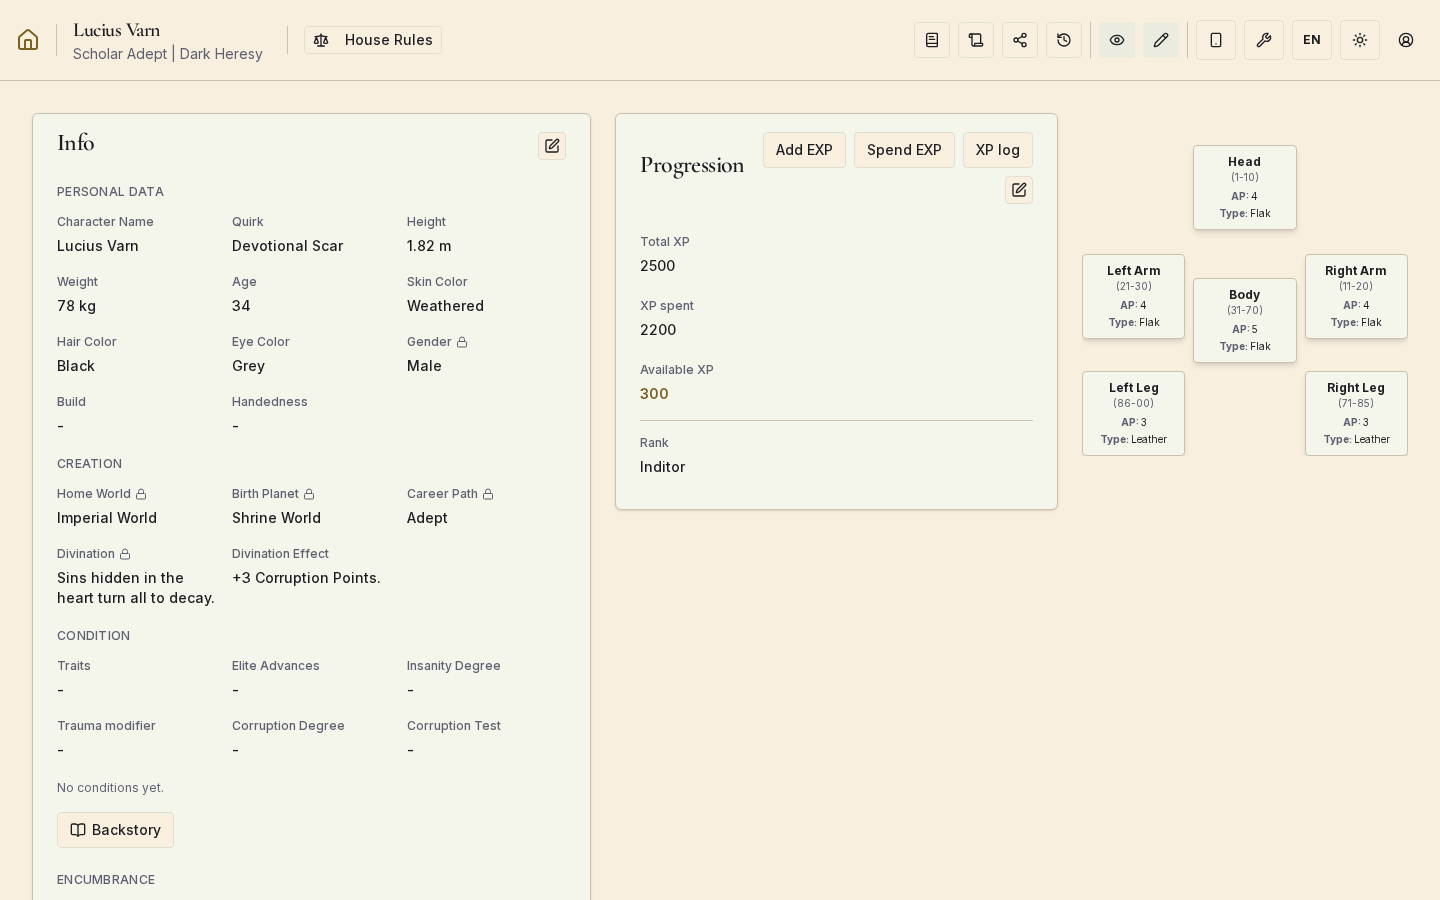 Lucius Varn
Scholar Adept | Dark Heresy
House Rules
EN
Info
PERSONAL DATA
Character Name
Lucius Varn
Quirk
Devotional Scar
Height
1.82 m
Weight
78 kg
Age
34
Skin Color
Weathered
Hair Color
Black
Eye Color
Grey
Gender
Male
Build
-
Handedness
-
CREATION
Home World
Imperial World
Birth Planet
Shrine World
Career Path
Adept
Divination
Sins hidden in the
heart turn all to decay.
Divination Effect
+3 Corruption Points.
CONDITION
Traits
-
Elite Advances
-
Insanity Degree
-
Trauma modifier
-
Corruption Degree
-
Corruption Test
-
No conditions yet.
Backstory
ENCUMBRANCE
Progression
Add EXP
Spend EXP
XP log
Total XP
2500
XP spent
2200
Available XP
300
Rank
Inditor
Head
(1-10)
AP: 4
Type: Flak
Left Arm
(21-30)
AP: 4
Type: Flak
Body
(31-70)
AP: 5
Type: Flak
Right Arm
(11-20)
AP: 4
Type: Flak
Left Leg
(86-00)
AP: 3
Type: Leather
Right Leg
(71-85)
AP: 3
Type: Leather